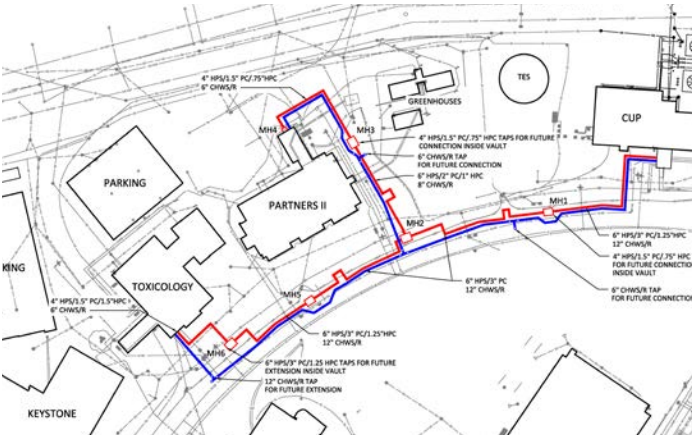 4" HPS/1.5" PC/.75"HPC
6" CHWS/R
TES
GREENHOUSES
CUP
MH4
MH3
4" HPS/1.5" PC/.75" HPC TAPS FOR FUTURE
CONNECTION INSIDE VAULT
6" CHWS/R TAP
FOR FUTURE CONNECTION
6" HPS/2" PC/1" HPC
8" CHWS/R
PARKING
PARTNERS II
MH1
MH2
6" HPS/3" PC/1.25"HPC
12" CHWS/R
4" HPS/1.5" PC/.75" HPC
FOR FUTURE CONNECTIO
INSIDE VAULT
KING
TOXICOLOGY
6" HPS/3" PC
12" CHWS/R
6" CHWS/R TAP
FOR FUTURE CONNECTIO
MH5
4" HPS/1.5" PC/1.5"HPC
6" CHWS/R
6" HPS/3" PC/1.25"HPC
12" CHWS/R
MH6
6" HPS/3" PC/1.25 HPC TAPS FOR FUTURE
EXTENSION INSIDE VAULT
12" CHWS/R TAP
FOR FUTURE EXTENSION
KEYSTONE